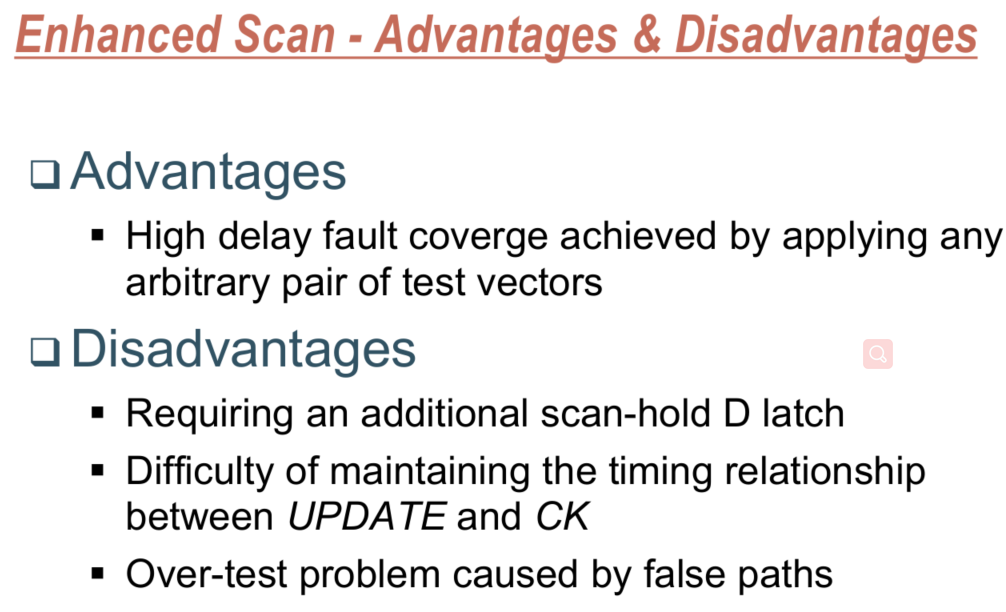 Enhanced Scan - Advantages & Disadvantages
Advantages
High delay fault coverge achieved by applying any
arbitrary pair of test vectors
Disadvantages
Requiring an additional scan-hold D latch
Difficulty of maintaining the timing relationship
between UPDATE and CK
Over-test problem caused by false paths